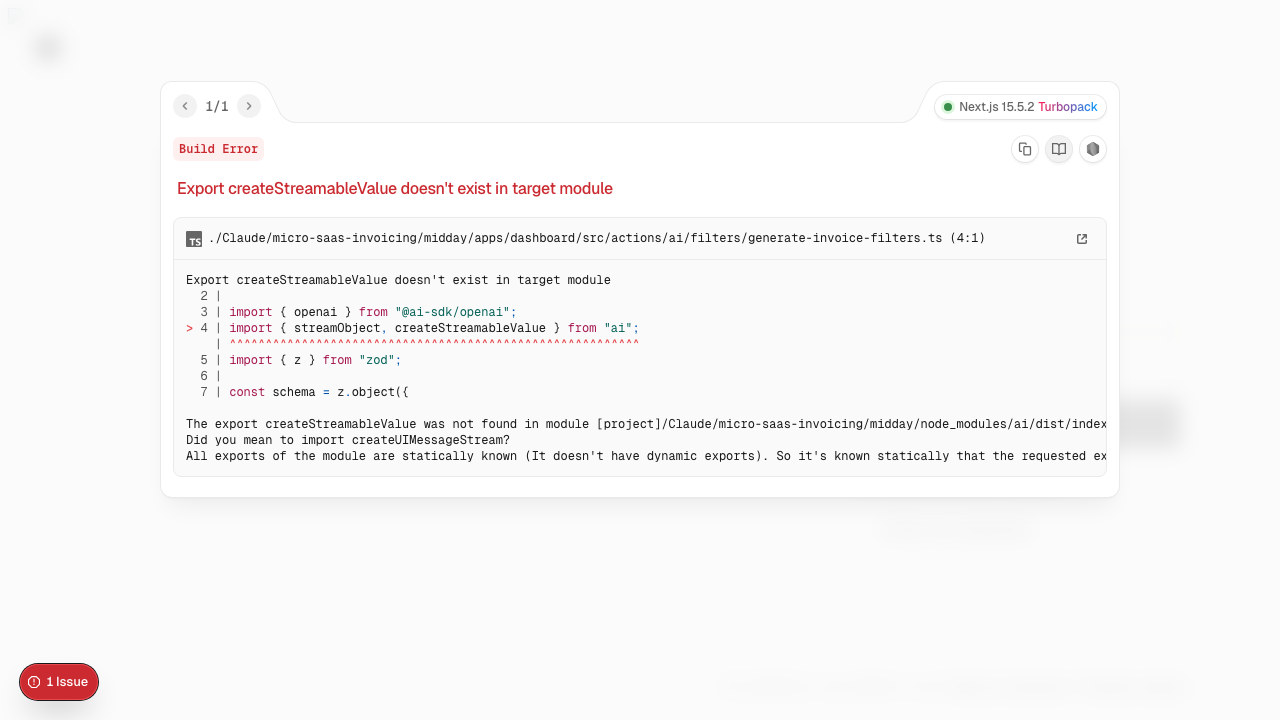 1/1
Next.js 15.5.2 Turbopack
Build Error
Export createStreamableValue doesn't exist in target module
TS ./Claude/micro-saas-invoicing/midday/apps/dashboard/src/actions/ai/filters/generate-invoice-filters.ts (4:1)
Export createStreamableValue doesn't exist in target module
2 |
3 | import { openai } from "@ai-sdk/openai";
> 4 | import { streamObject, createStreamableValue } from "ai";
| ^^^^^^^^^^^^^^^^^^^^^^^^^^^^^^^^^^^^^^^^^^^^^^^^^^^^^^^^^
5 | import { z } from "zod";
6 |
7 | const schema = z.object({
The export createStreamableValue was not found in module [project]/Claude/micro-saas-invoicing/midday/node_modules/ai/dist/index
Did you mean to import createUIMessageStream?
All exports of the module are statically known (It doesn't have dynamic exports). So it's known statically that the requested ex
1 Issue